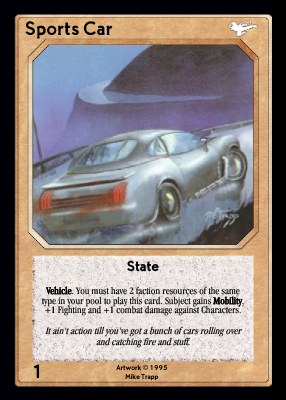 Sports Car
M.Trapp
State
Vehicle. You must have 2 faction resources of the same
type in your pool to play this card. Subject gains Mobility,
+1 Fighting and +1 combat damage against Characters.
It ain't action till you've got a bunch of cars rolling over
and catching fire and stuff.
Artwork © 1995
1
Mike Trapp